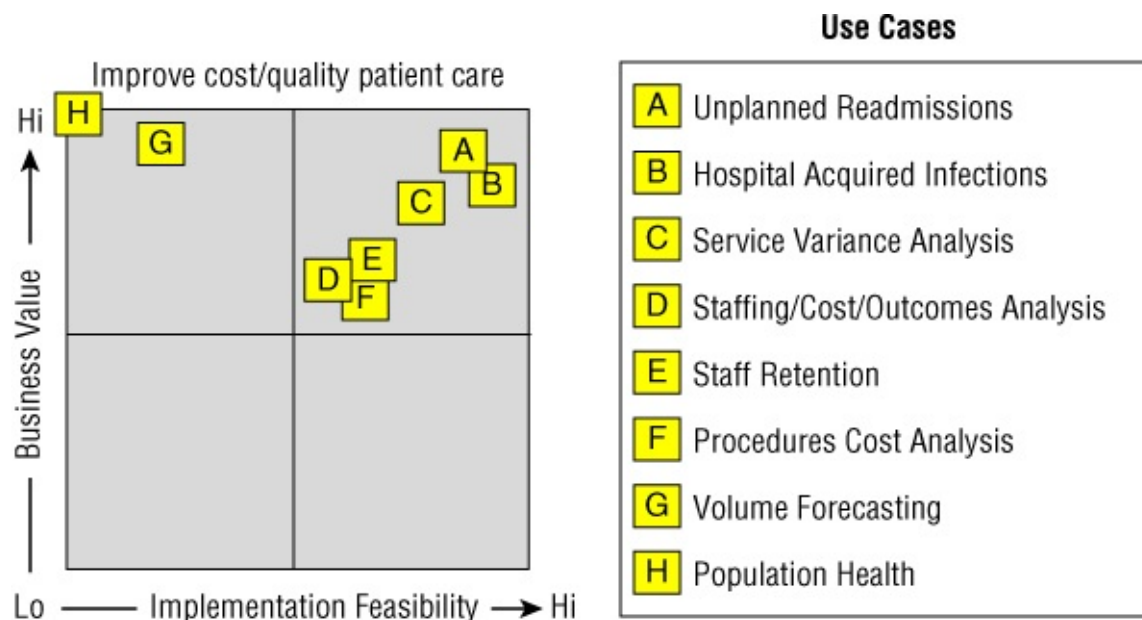 Use Cases
Improve cost/quality patient care
Hi
Business Value
H
G
A
B
C
E
D
F
Lo
Implementation Feasibility
Hi
A Unplanned Readmissions
B Hospital Acquired Infections
C Service Variance Analysis
D Staffing/Cost/Outcomes Analysis
E Staff Retention
F Procedures Cost Analysis
G Volume Forecasting
H Population Health